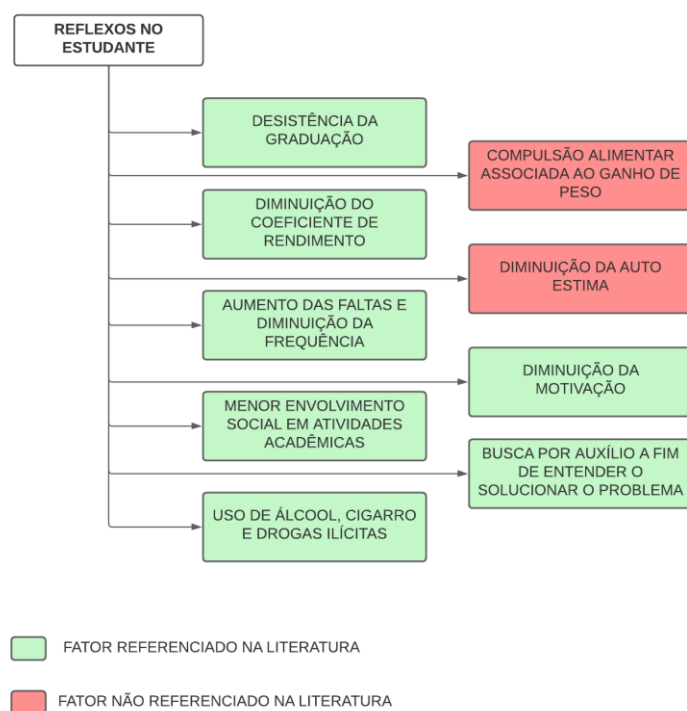 REFLEXOS NO
ESTUDANTE
DESISTÊNCIA DA
GRADUAÇÃO
COMPULSÃO ALIMENTAR
ASSOCIADA AO GANHO DE
PESO
DIMINUIÇÃO DO
COEFICIENTE DE
RENDIMENTO
DIMINUIÇÃO DA AUTO
ESTIMA
AUMENTO DAS FALTAS E
DIMINUIÇÃO DA
FREQUÊNCIA
DIMINUIÇÃO DA
MOTIVAÇÃO
MENOR ENVOLVIMENTO
SOCIAL EM ATIVIDADES
ACADÊMICAS
BUSCA POR AUXÍLIO A FIM
DE ENTENDER O
SOLUCIONAR O PROBLEMA
USO DE ÁLCOOL, CIGARRO
E DROGAS ILÍCITAS
FATOR REFERENCIADO NA LITERATURA
FATOR NÃO REFERENCIADO NA LITERATURA